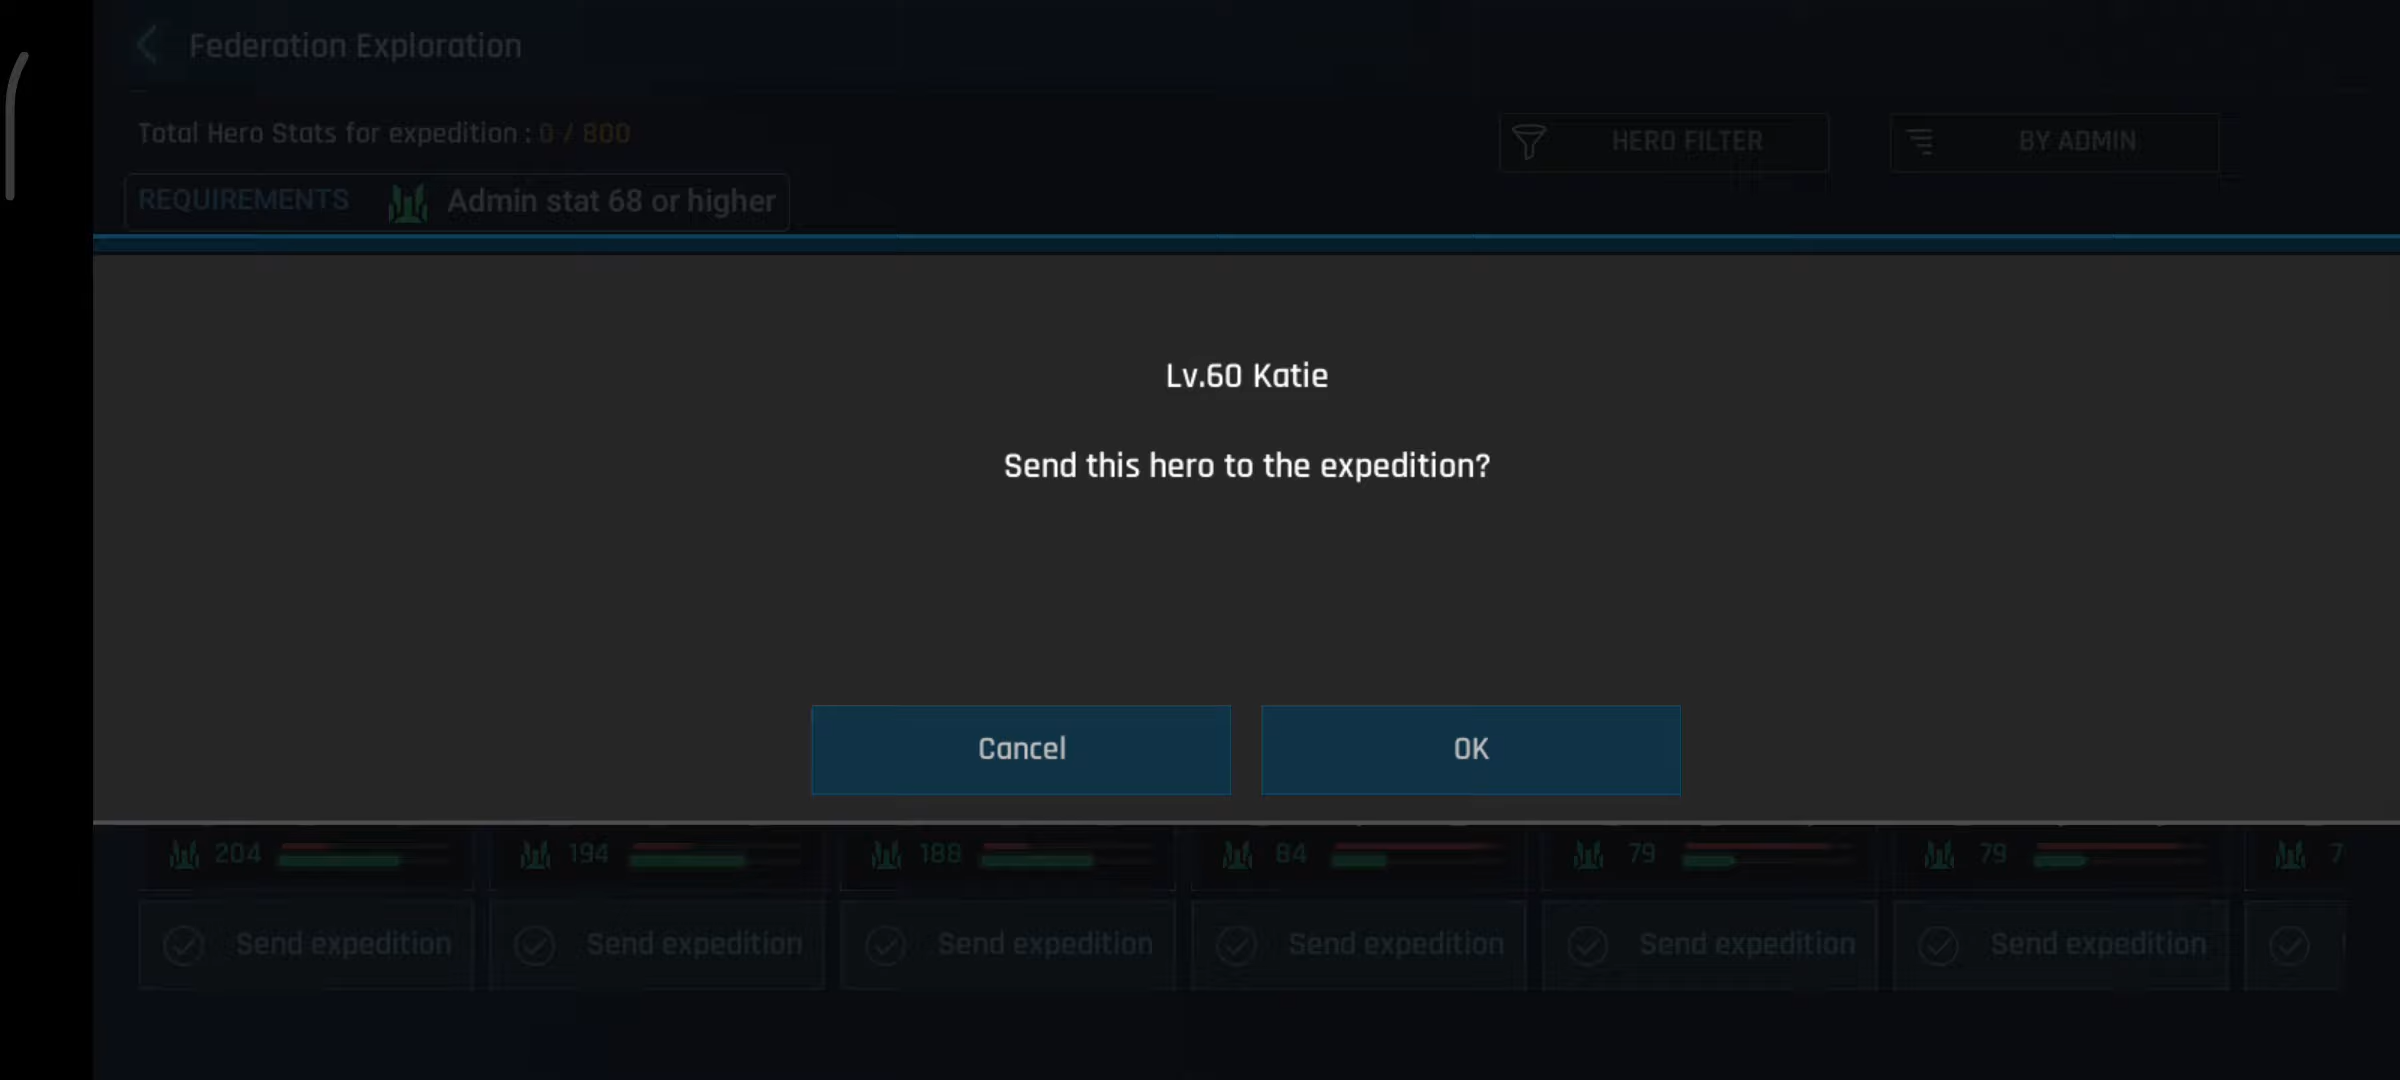 Federation Exploration
Total Hero Stats for expedition : 0 / 800
HERO FILTER
BY ADMIN
REQUIREMENTS Admin stat 68 or higher
Lv.60 Katie
Send this hero to the expedition?
Cancel
OK
204
194
188
84
79
79
7
Send expedition
Send expedition
Send expedition
Send expedition
Send expedition
Send expedition